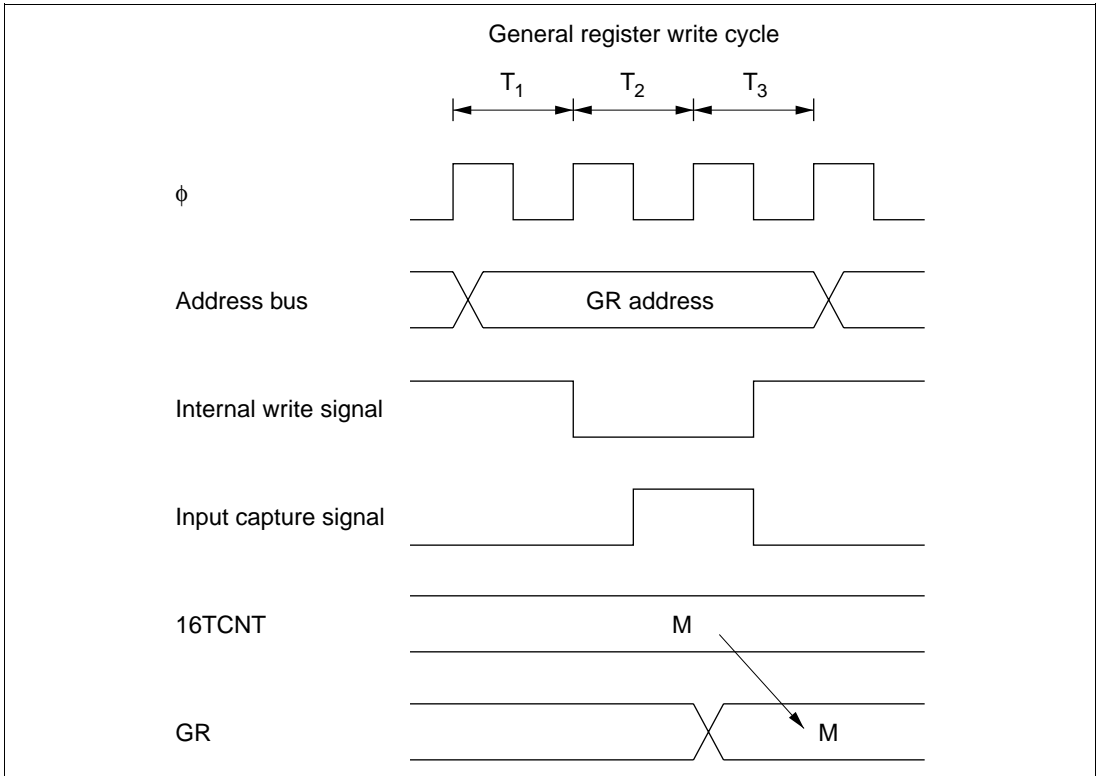 General register write cycle
T1 T2 T3
φ
Address bus GR address
Internal write signal
Input capture signal
16TCNT M
GR M